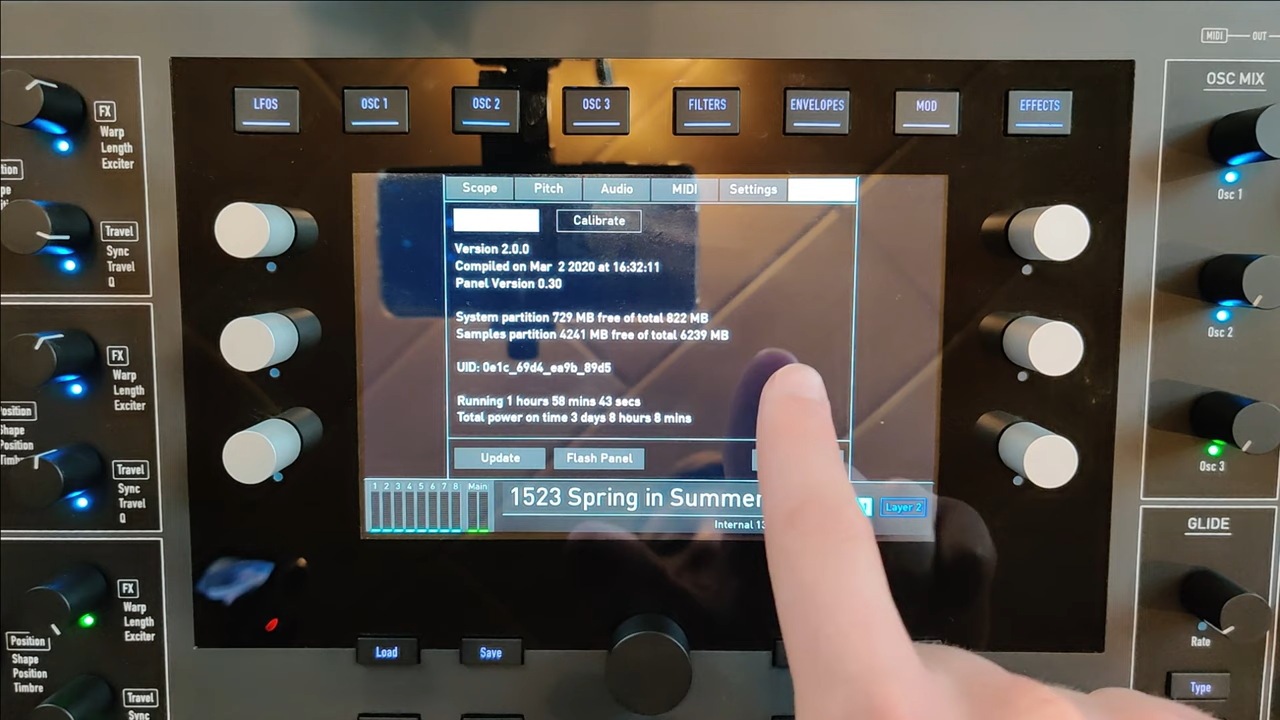 MIDI OUT
OSC MIX
LFOS OSC 1 OSC 2 OSC 3 FILTERS ENVELOPES MOD EFFECTS
FX
Warp
Length
Exciter
Travel
Sync
Travel
Q
FX
Warp
Length
Exciter
Position
Shape
Position
Travel
Sync
Travel
Q
FX
Warp
Length
Exciter
Position
Shape
Position
Timbre
Travel
Sync
Scope Pitch Audio MIDI Settings
Calibrate
Version 2.0.0
Compiled on Mar 2 2020 at 16:32:11
Panel Version 0.30
System partition 729 MB free of total 822 MB
Samples partition 4241 MB free of total 6239 MB
UID: 0e1c_69d4_ea9b_89d5
Running 1 hours 58 mins 43 secs
Total power on time 3 days 8 hours 8 mins
Update Flash Panel
1 2 3 4 5 6 7 8 Main
1523 Spring in Summer
Layer 2
Internal
Load Save
Osc 1
Osc 2
Osc 3
GLIDE
Rate
Type